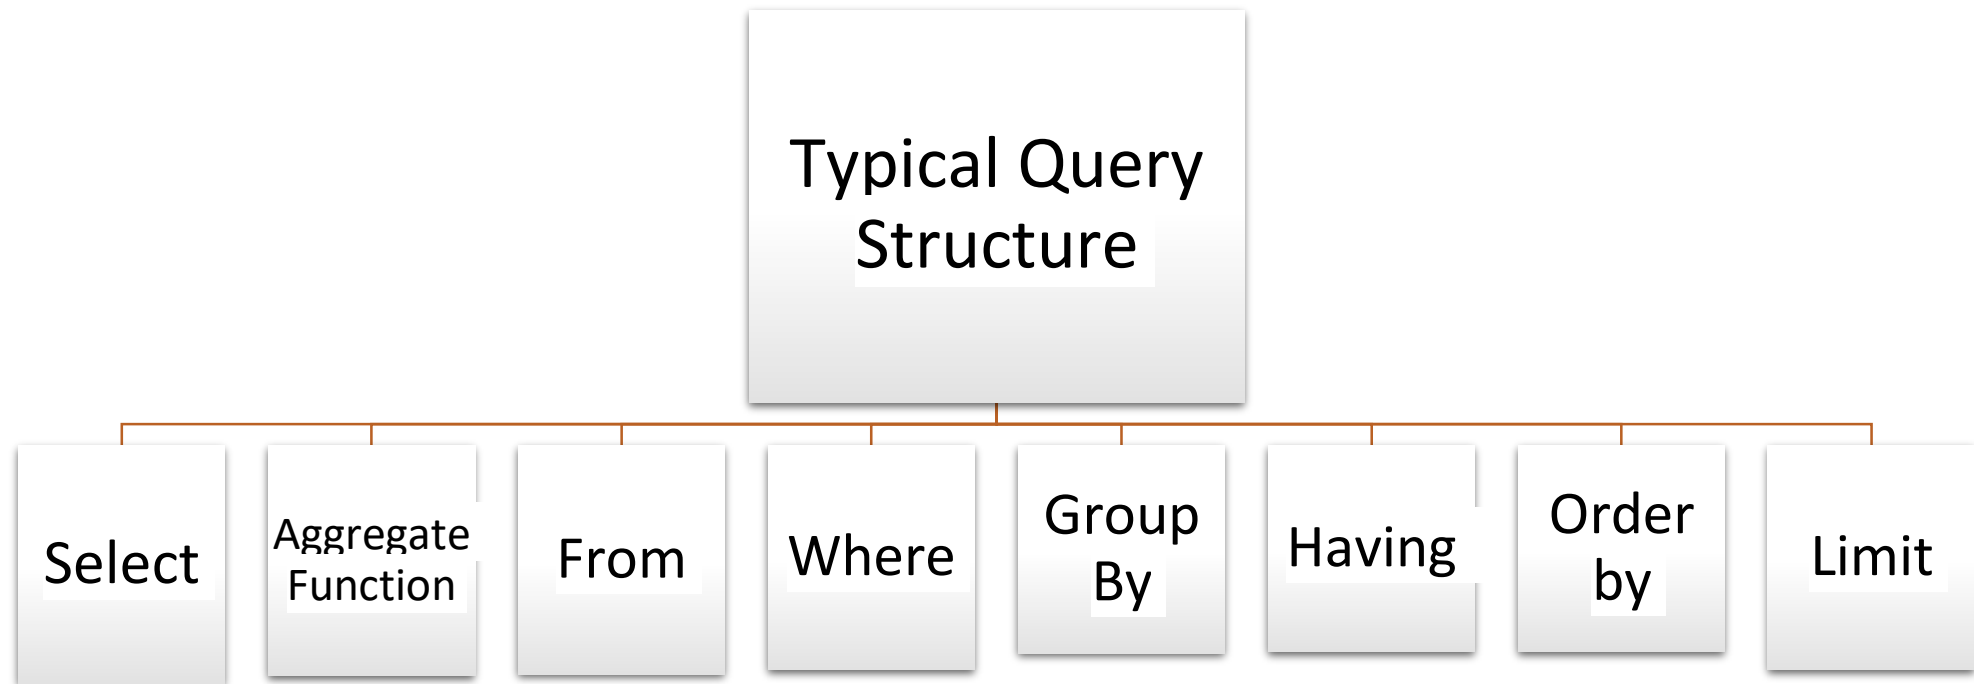 Typical Query
Structure
Select
Aggregate
Function
From
Where
Group
By
Having
Order
by
Limit